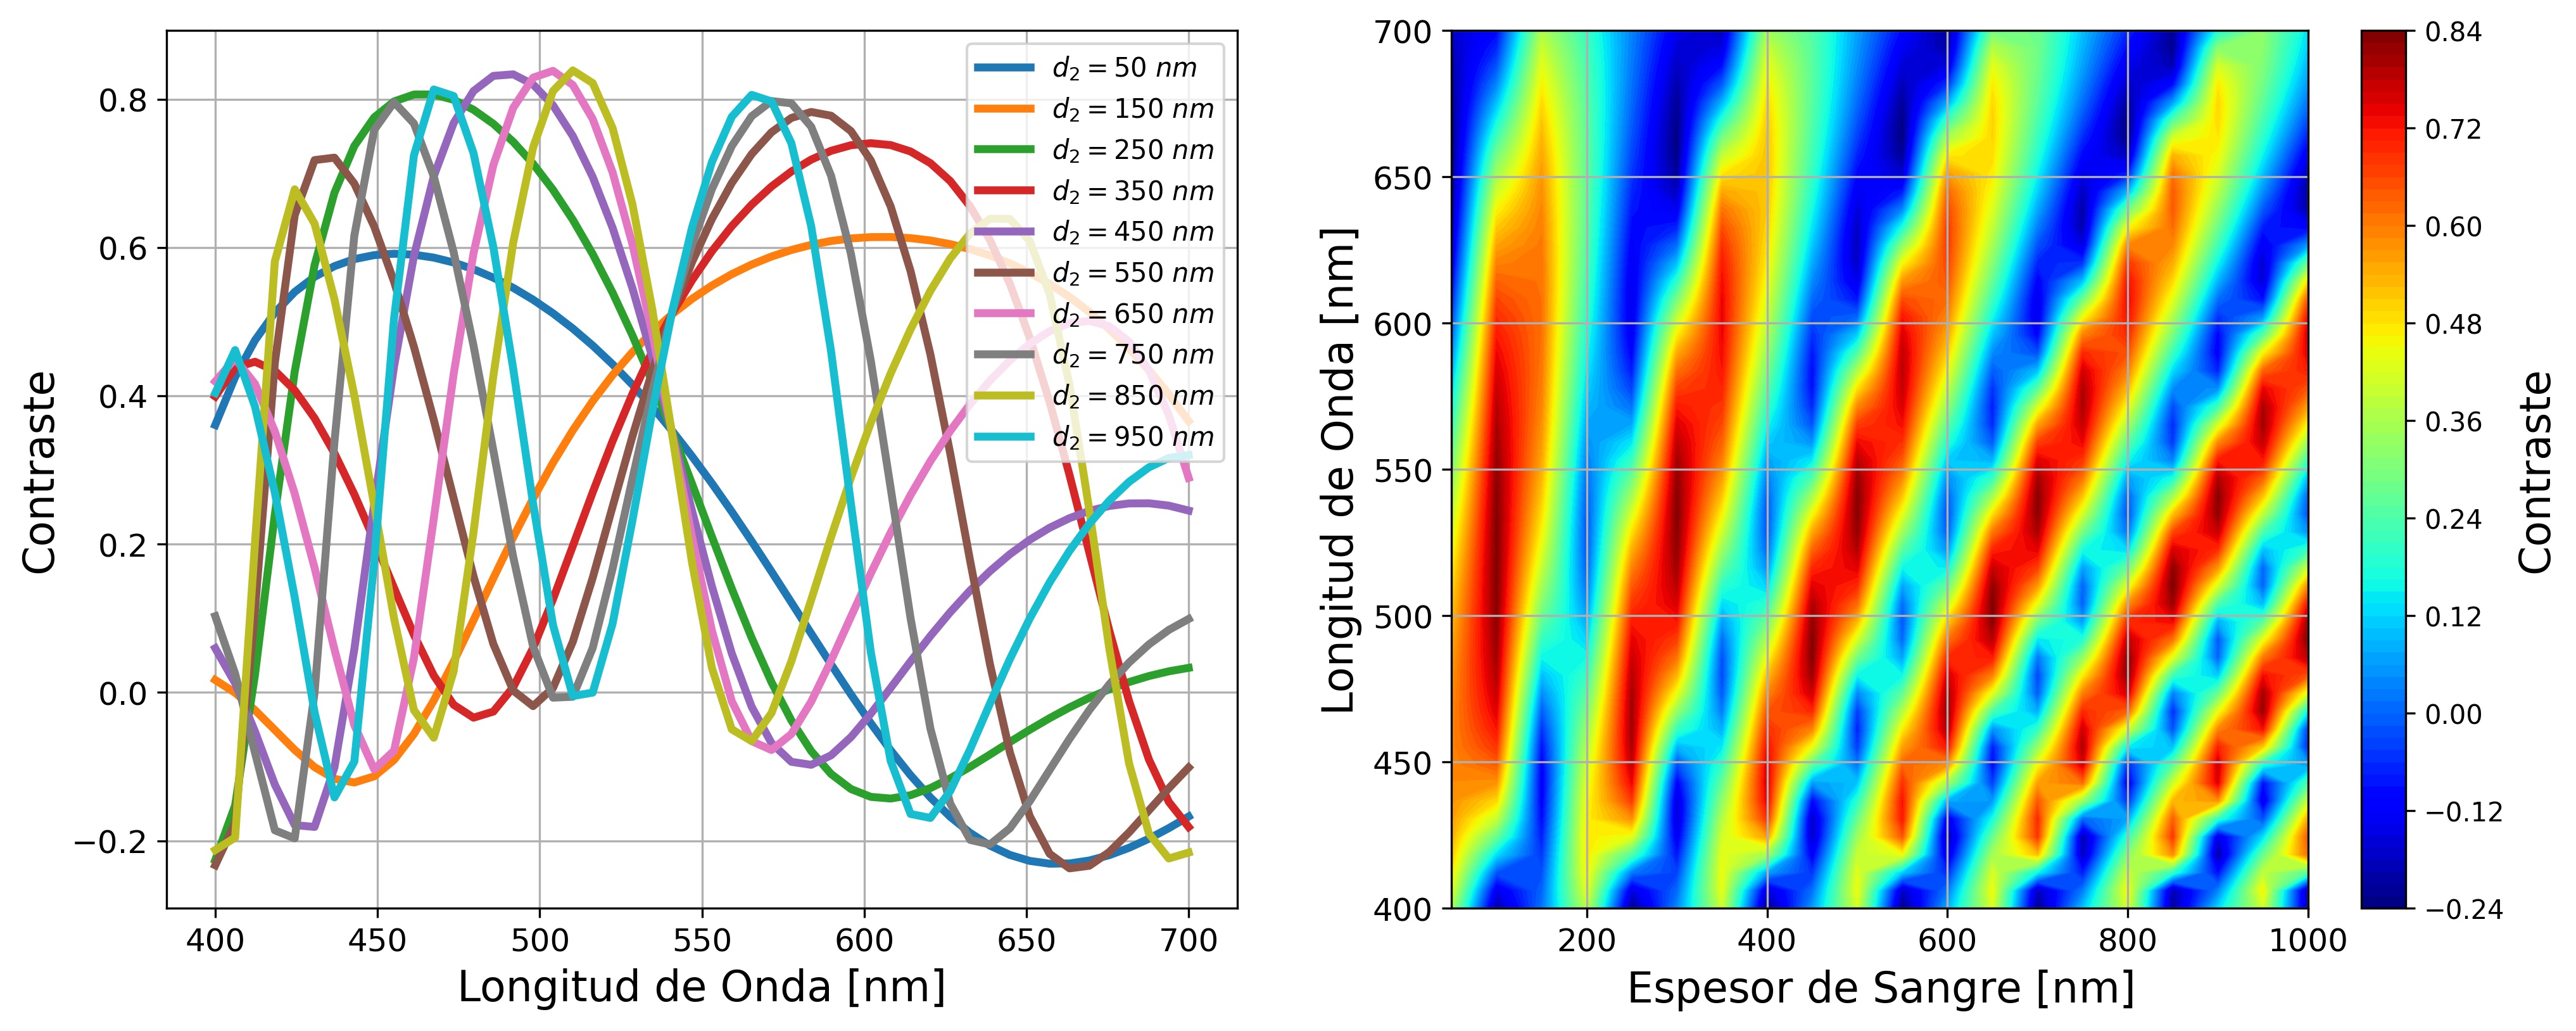 0.8
0.6
0.4
0.2
0.0
−0.2
Contraste
400 450 500 550 600 650 700
Longitud de Onda [nm]
d₂ = 50 nm
d₂ = 150 nm
d₂ = 250 nm
d₂ = 350 nm
d₂ = 450 nm
d₂ = 550 nm
d₂ = 650 nm
d₂ = 750 nm
d₂ = 850 nm
d₂ = 950 nm
700
650
600
550
500
450
400
Longitud de Onda [nm]
200 400 600 800 1000
Espesor de Sangre [nm]
0.84
0.72
0.60
0.48
0.36
0.24
0.12
0.00
−0.12
−0.24
Contraste